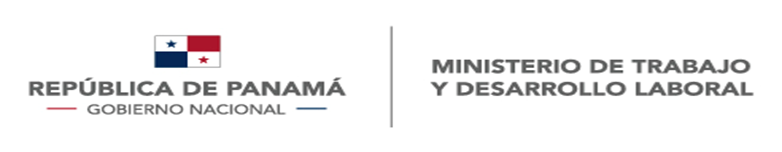 REPÚBLICA DE PANAMÁ
GOBIERNO NACIONAL
MINISTERIO DE TRABAJO
Y DESARROLLO LABORAL